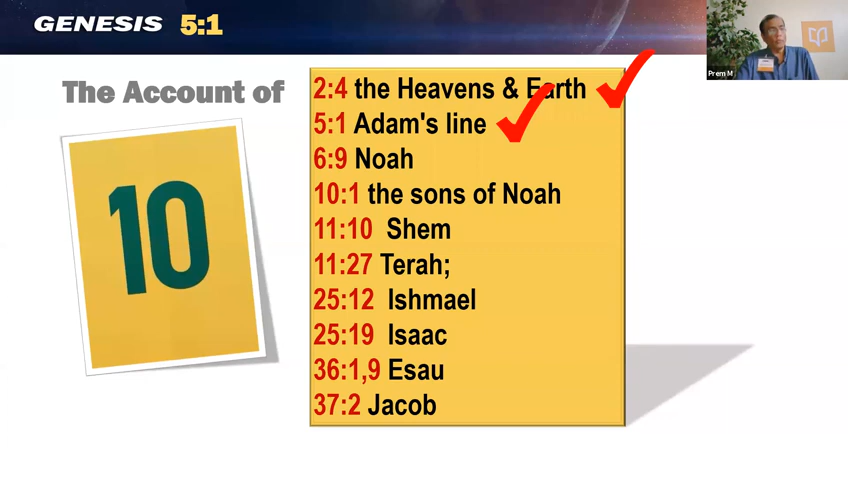 GENESIS 5:1
The Account of
10
2:4 the Heavens & Earth
5:1 Adam's line
6:9 Noah
10:1 the sons of Noah
11:10 Shem
11:27 Terah;
25:12 Ishmael
25:19 Isaac
36:1,9 Esau
37:2 Jacob
Prem M